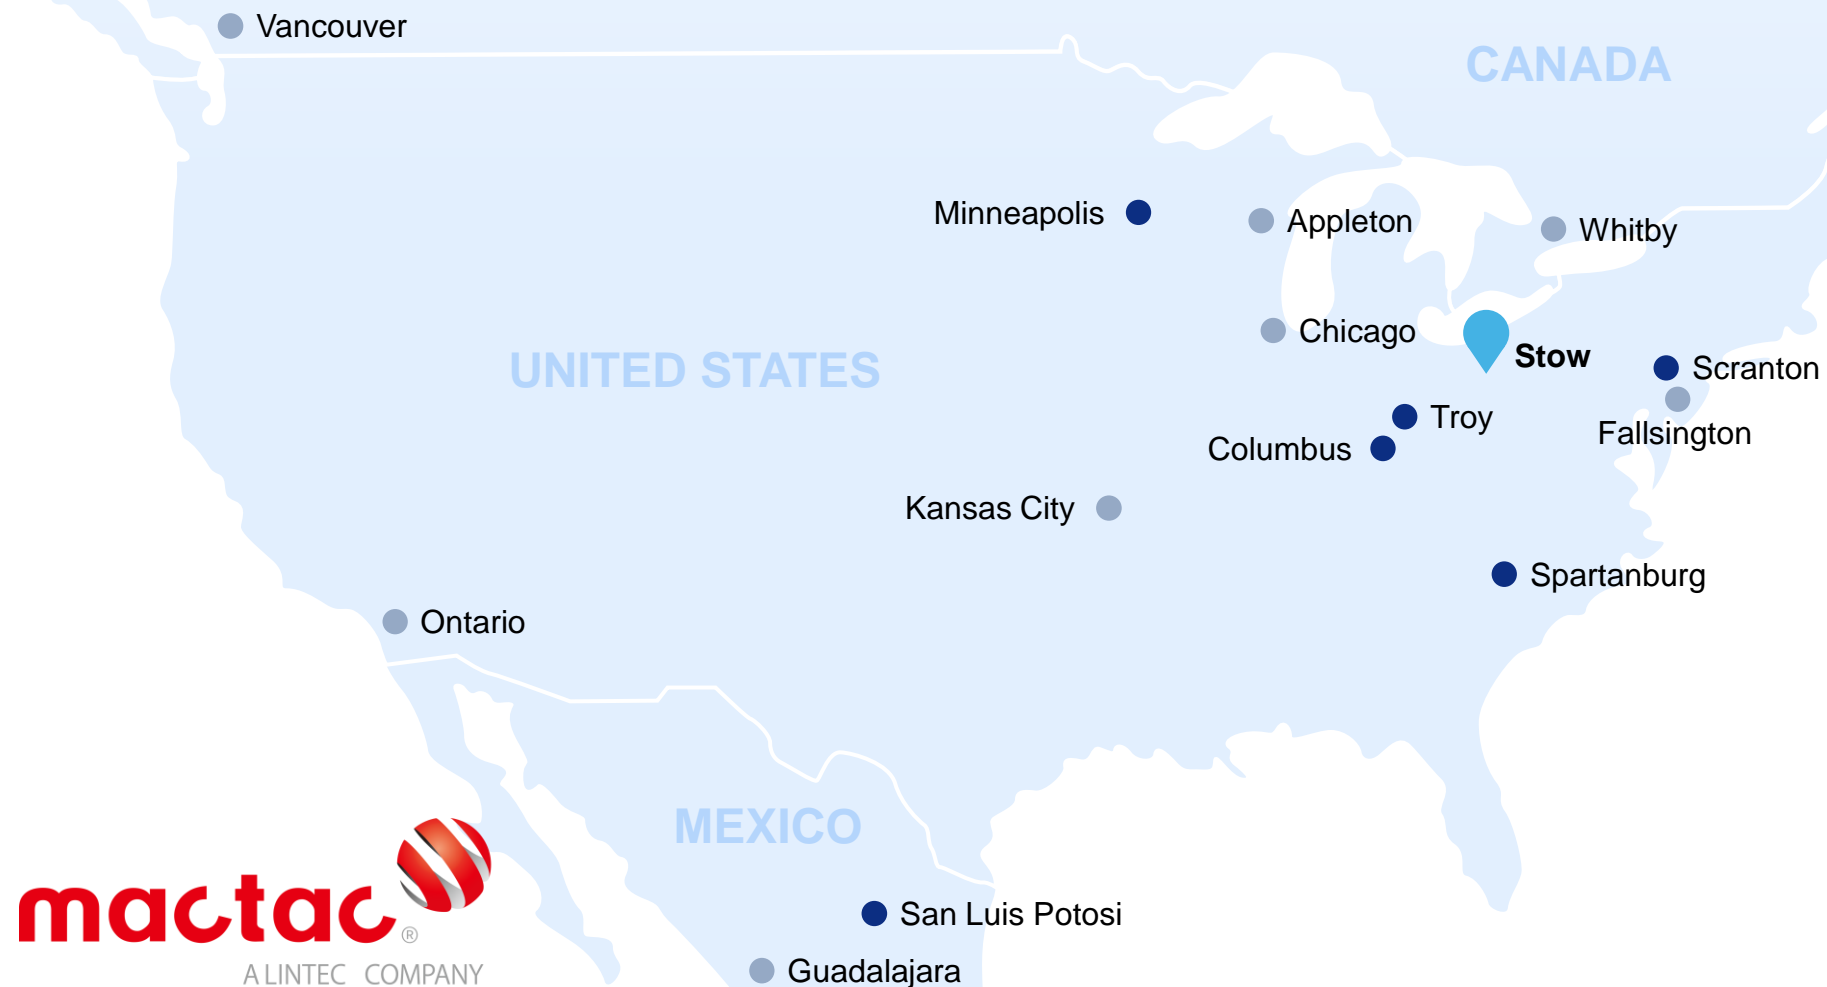 Vancouver
CANADA
Minneapolis
Appleton
Whitby
Chicago
Stow
UNITED STATES
Scranton
Troy
Fallsington
Columbus
Kansas City
Spartanburg
Ontario
MEXICO
mactac®
San Luis Potosi
A LINTEC COMPANY
Guadalajara